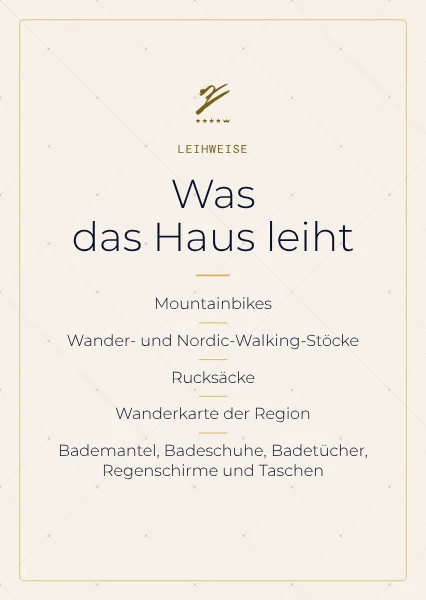 LEIHWEISE
Was
das Haus leiht
Mountainbikes
Wander- und Nordic-Walking-Stöcke
Rucksäcke
Wanderkarte der Region
Bademantel, Badeschuhe, Badetücher,
Regenschirme und Taschen